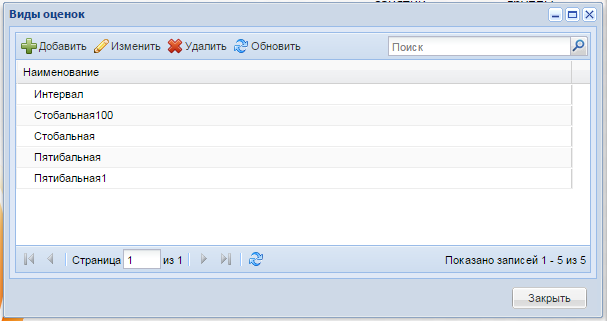 Виды оценок
Добавить Изменить Удалить Обновить Поиск
Наименование
Интервал
Стобальная100
Стобальная
Пятибальная
Пятибальная1
Страница 1 из 1 Показано записей 1 - 5 из 5
Закрыть